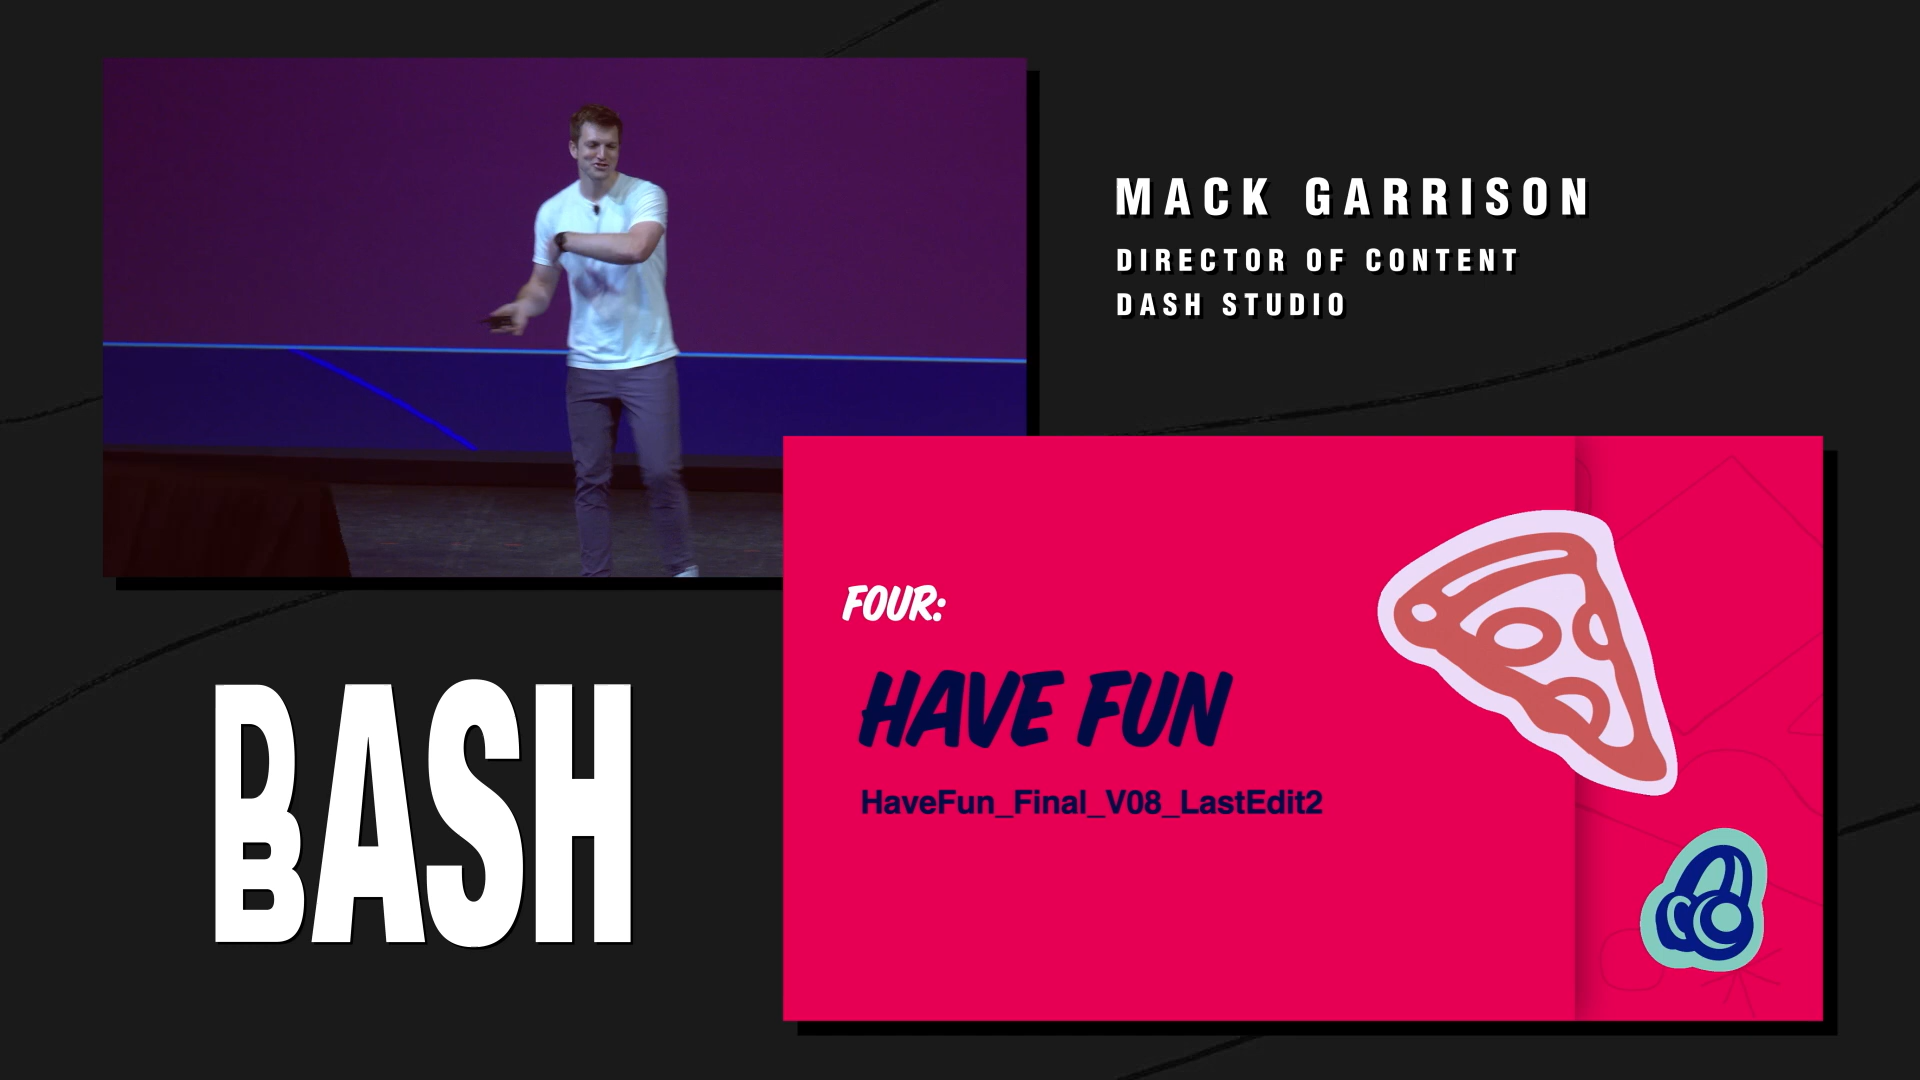 MACK GARRISON
DIRECTOR OF CONTENT
DASH STUDIO
FOUR:
HAVE FUN
HaveFun_Final_V08_LastEdit2
BASH